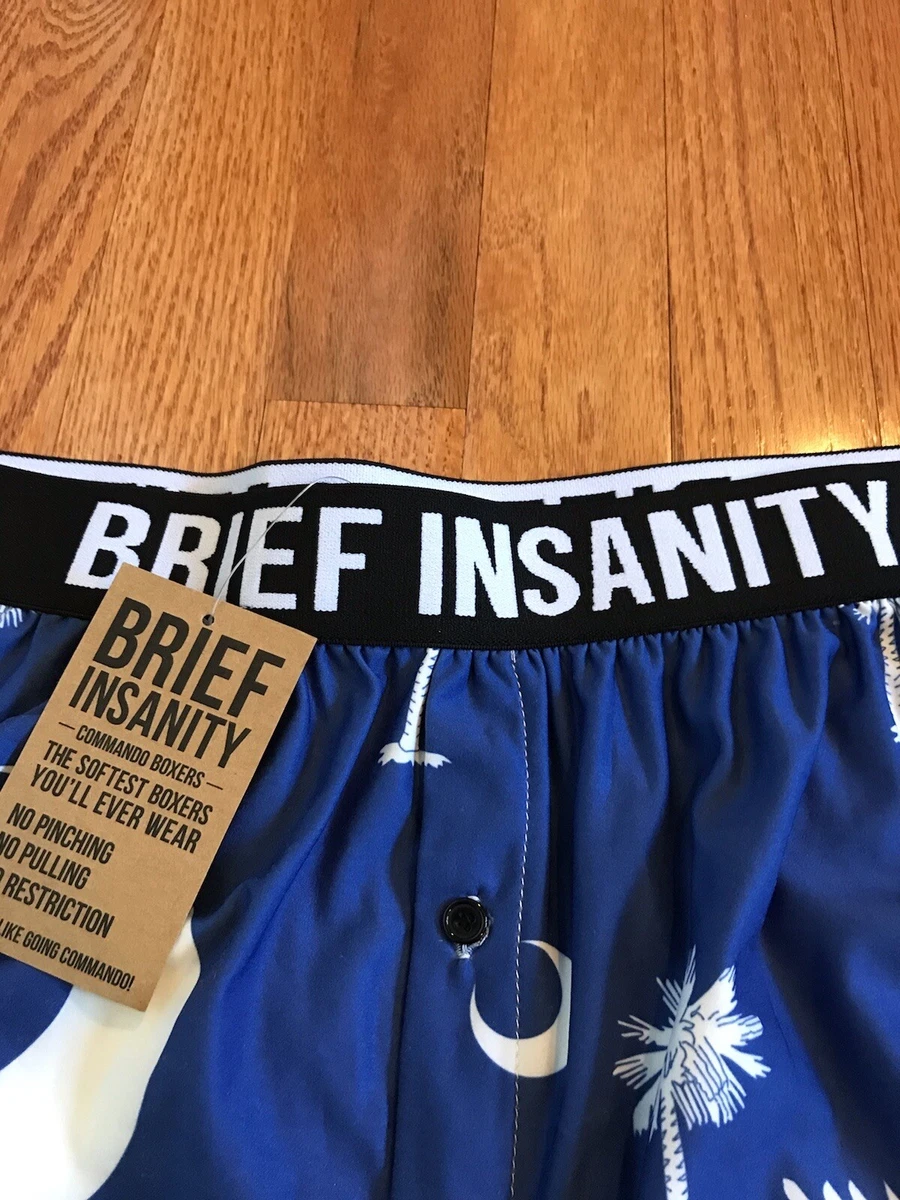 BRIEF INSANITY
BRIEF
INSANITY
COMMANDO BOXERS
THE SOFTEST BOXERS
YOU'LL EVER WEAR
NO PINCHING
NO PULLING
RESTRICTION
LIKE GOING COMMANDO!